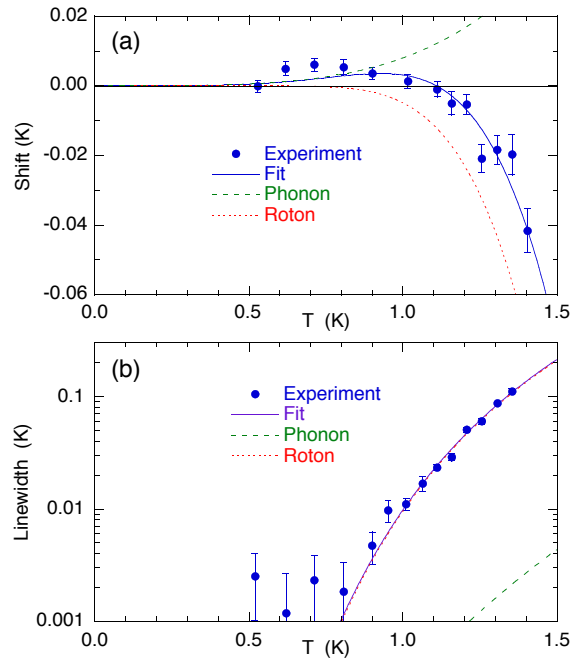 0.02
(a)
0.00
-0.02
-0.04
-0.06
Shift (K)
Experiment
Fit
Phonon
Roton
0.0 0.5 1.0 1.5
T (K)
(b)
0.1
0.01
0.001
Linewidth (K)
Experiment
Fit
Phonon
Roton
0.0 0.5 1.0 1.5
T (K)